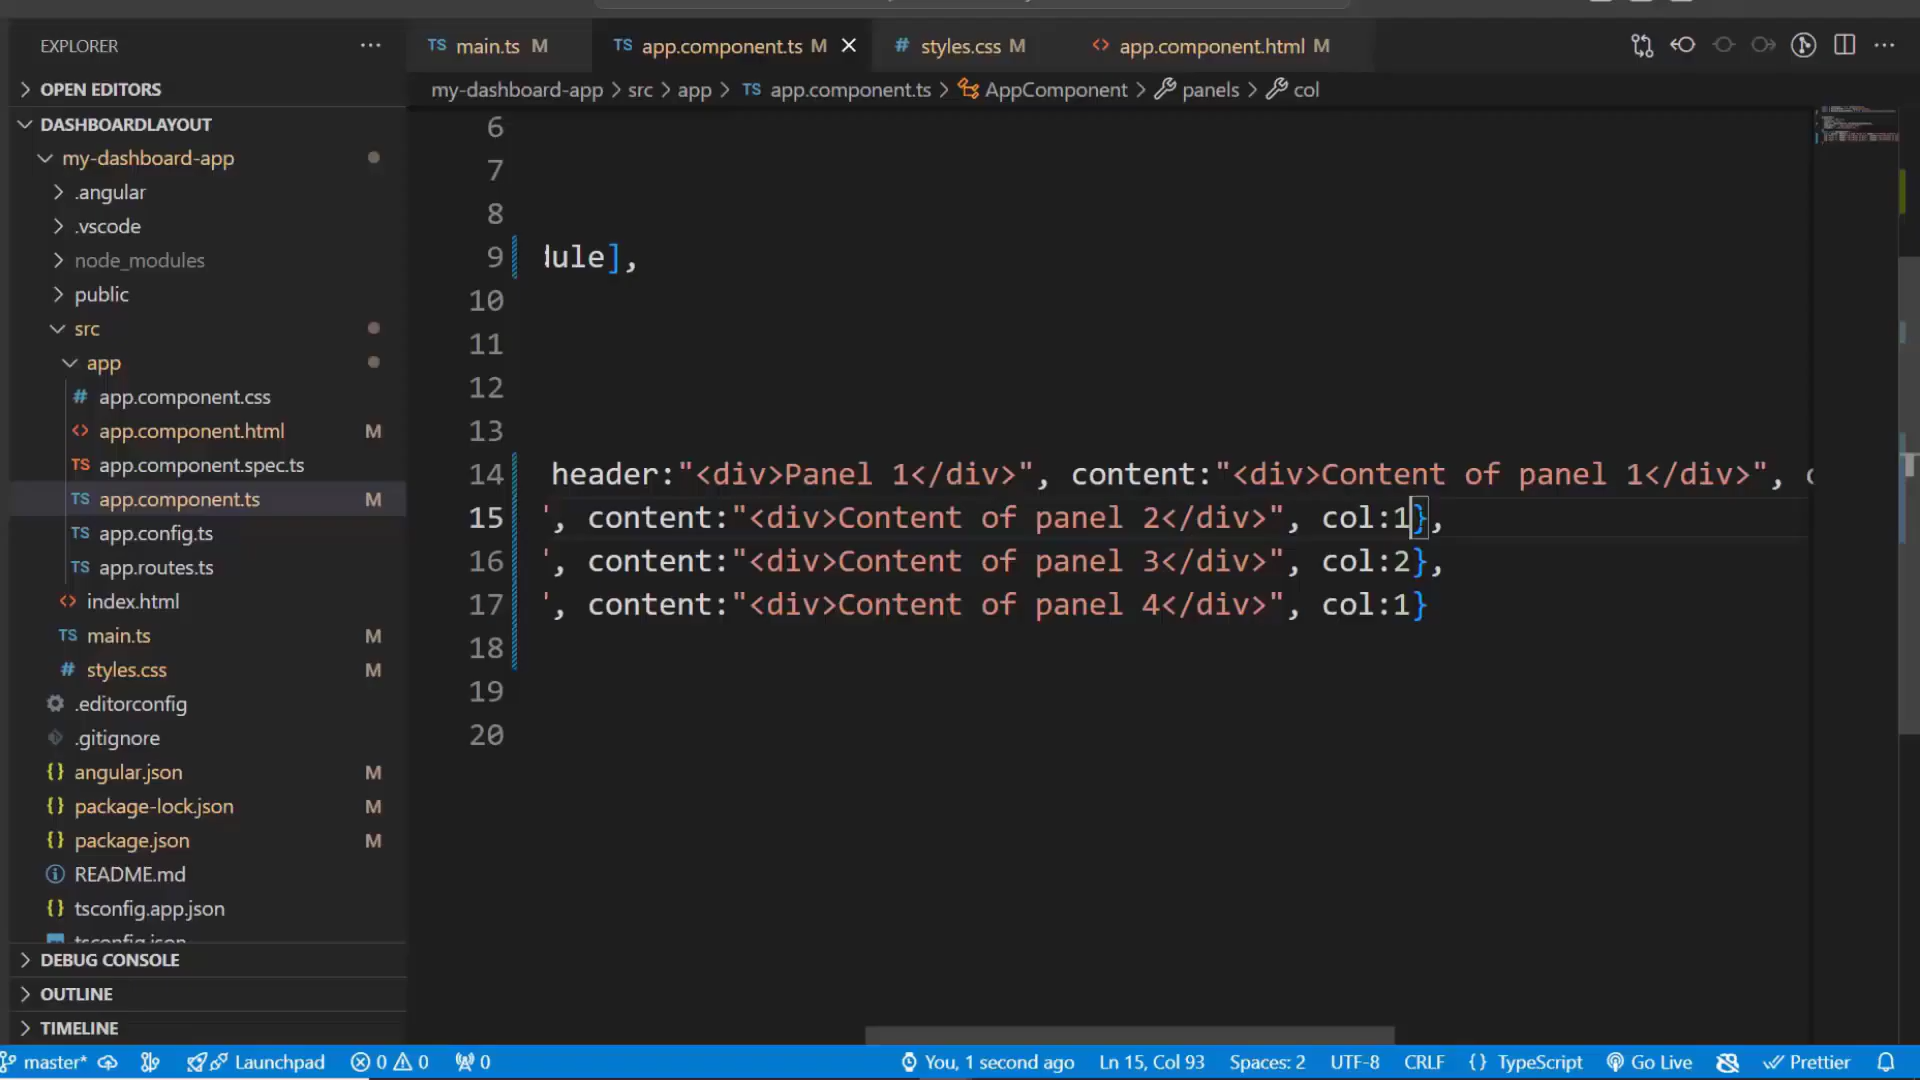 EXPLORER
OPEN EDITORS
DASHBOARDLAYOUT
my-dashboard-app
.angular
.vscode
node_modules
public
src
app
app.component.css
app.component.html M
app.component.spec.ts
TS app.component.ts M
TS app.config.ts
TS app.routes.ts
index.html
TS main.ts M
styles.css M
.editorconfig
.gitignore
angular.json M
package-lock.json M
package.json M
README.md
tsconfig.app.json
tsconfig.json
DEBUG CONSOLE
OUTLINE
TIMELINE
TS main.ts M
TS app.component.ts M
# styles.css M
<> app.component.html M
my-dashboard-app > src > app > TS app.component.ts > AppComponent > panels > col
6
7
8
9 dule],
10
11
12
13
14 header:"<div>Panel 1</div>", content:"<div>Content of panel 1</div>", c
15 ', content:"<div>Content of panel 2</div>", col:1},
16 ', content:"<div>Content of panel 3</div>", col:2},
17 ', content:"<div>Content of panel 4</div>", col:1}
18
19
20
master* Launchpad 0 0 0 You, 1 second ago Ln 15, Col 93 Spaces: 2 UTF-8 CRLF {} TypeScript Go Live Prettier